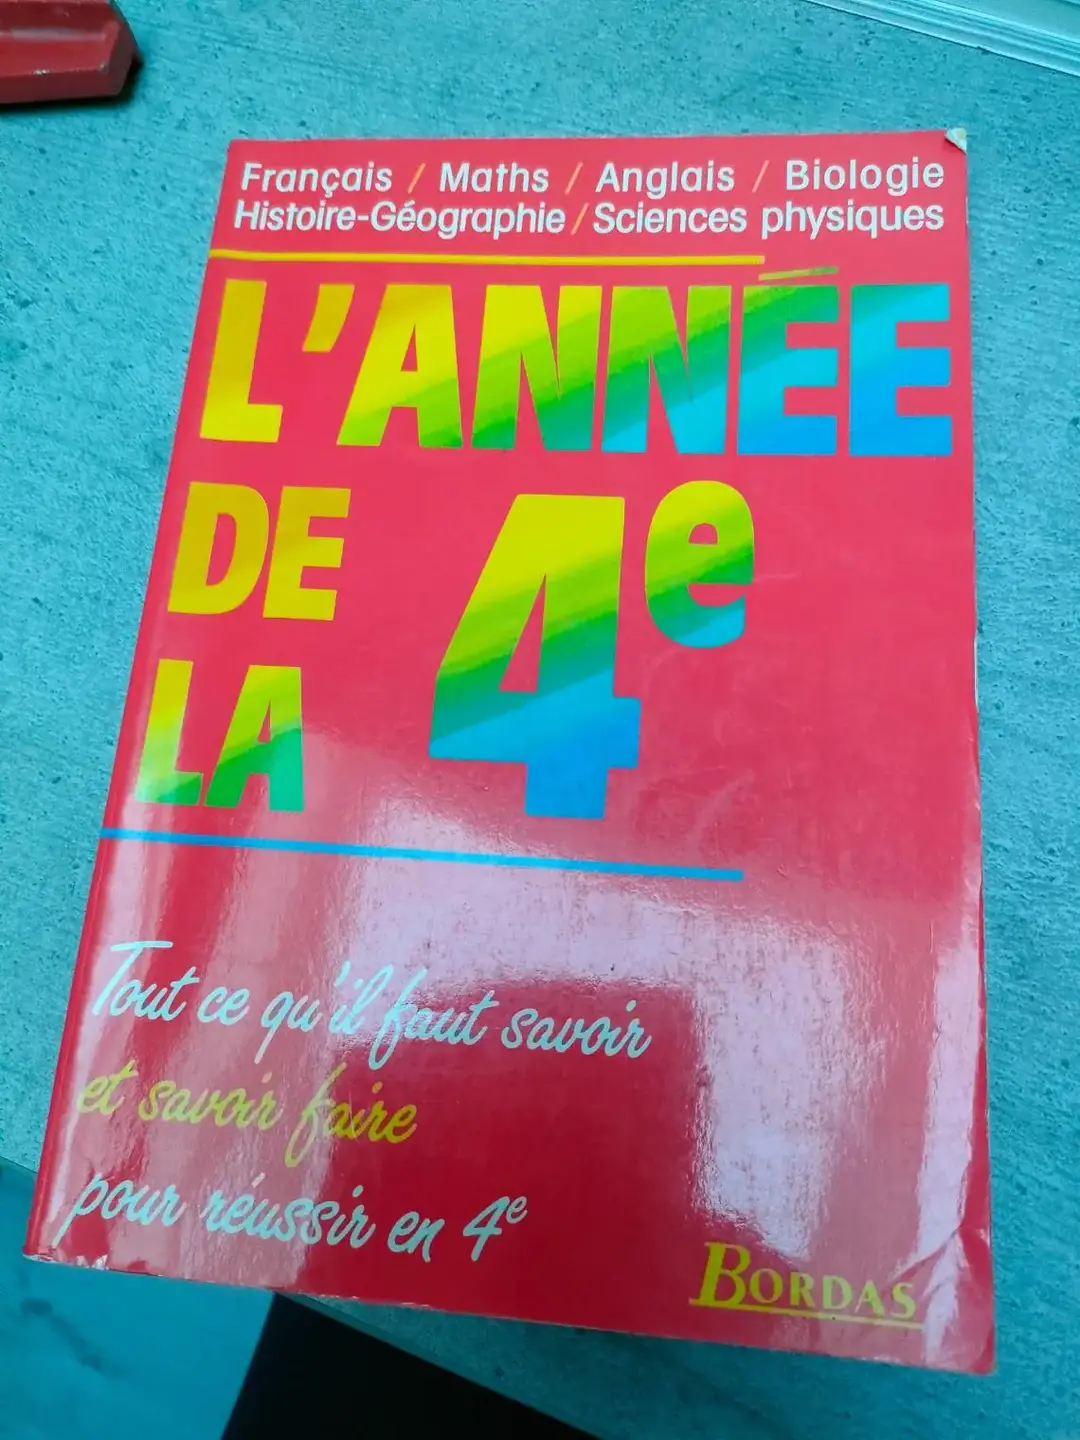 Français / Maths / Anglais / Biologie
Histoire-Géographie / Sciences physiques
L'ANNÉE
DE
LA 4e
Tout ce qu'il faut savoir
et savoir faire
pour réussir en 4e
BORDAS